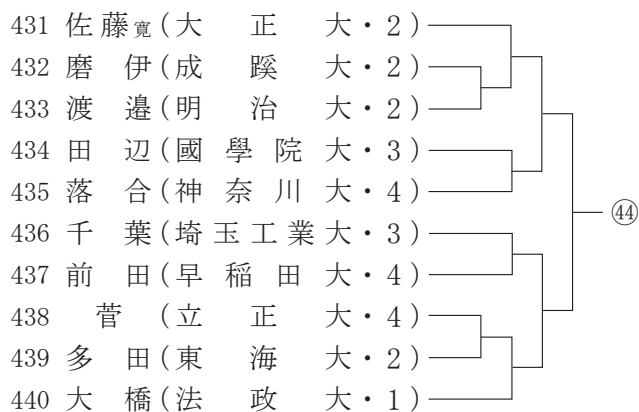 431 佐藤寛(大正大・2)
432 磨伊(成蹊大・2)
433 渡邉(明治大・2)
434 田辺(國學院大・3)
435 落合(神奈川大・4)
436 千葉(埼玉工業大・3)
437 前田(早稲田大・4)
438 菅(立正大・4)
439 多田(東海大・2)
440 大橋(法政大・1)
㊹